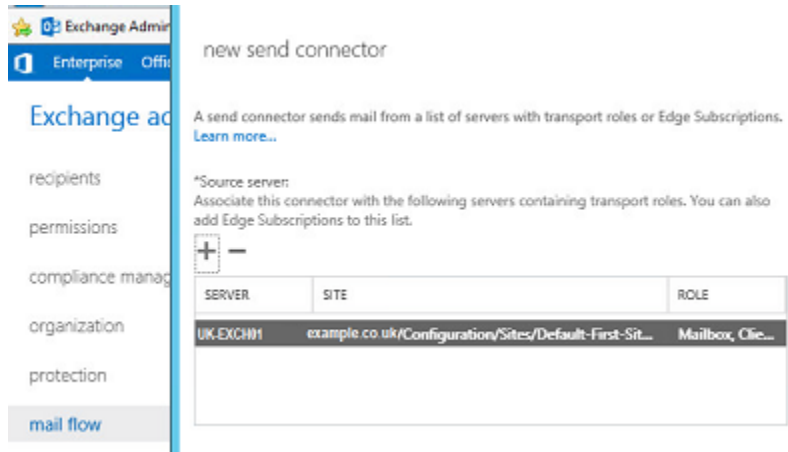 Exchange Admin
Enterprise Offi
new send connector
Exchange ad
A send connector sends mail from a list of servers with transport roles or Edge Subscriptions.
Learn more...
recipients
*Source server:
Associate this connector with the following servers containing transport roles. You can also
add Edge Subscriptions to this list.
permissions
compliance manag
SERVER SITE ROLE
organization
UK-EXCH01 example.co.uk/Configuration/Sites/Default-First-Sit... Mailbox, Clie...
protection
mail flow